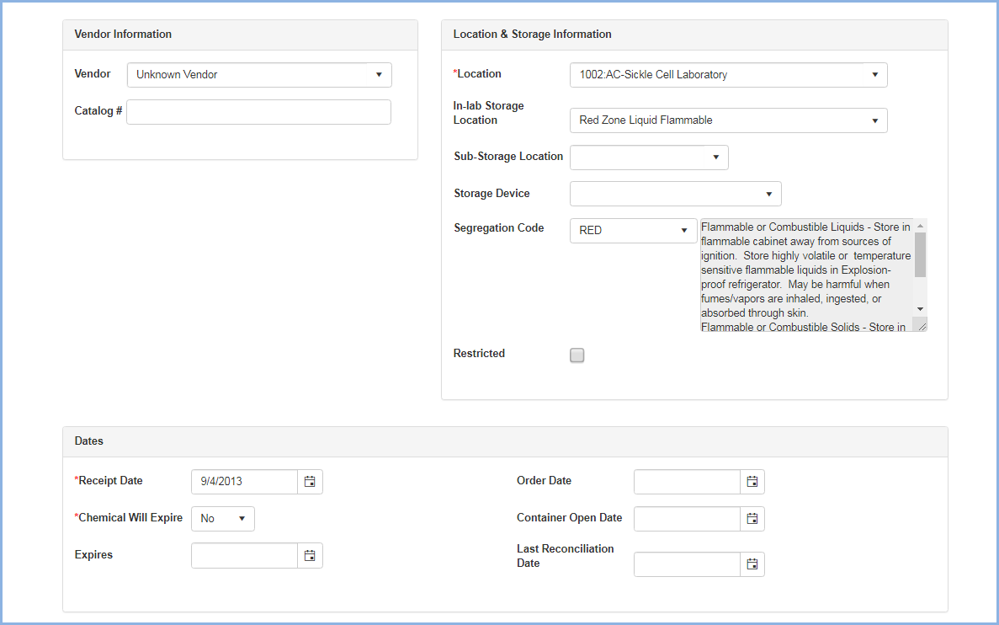 Vendor Information
Vendor Unknown Vendor
Catalog #
Location & Storage Information
*Location 1002:AC-Sickle Cell Laboratory
In-lab Storage
Location
Red Zone Liquid Flammable
Sub-Storage Location
Storage Device
Segregation Code RED
Flammable or Combustible Liquids - Store in
flammable cabinet away from sources of
ignition.  Store highly volatile or  temperature
sensitive flammable liquids in Explosion-
proof refrigerator.  May be harmful when
fumes/vapors are inhaled, ingested, or
absorbed through skin.
Flammable or Combustible Solids - Store in
Restricted
Dates
*Receipt Date 9/4/2013
*Chemical Will Expire No
Expires
Order Date
Container Open Date
Last Reconciliation
Date